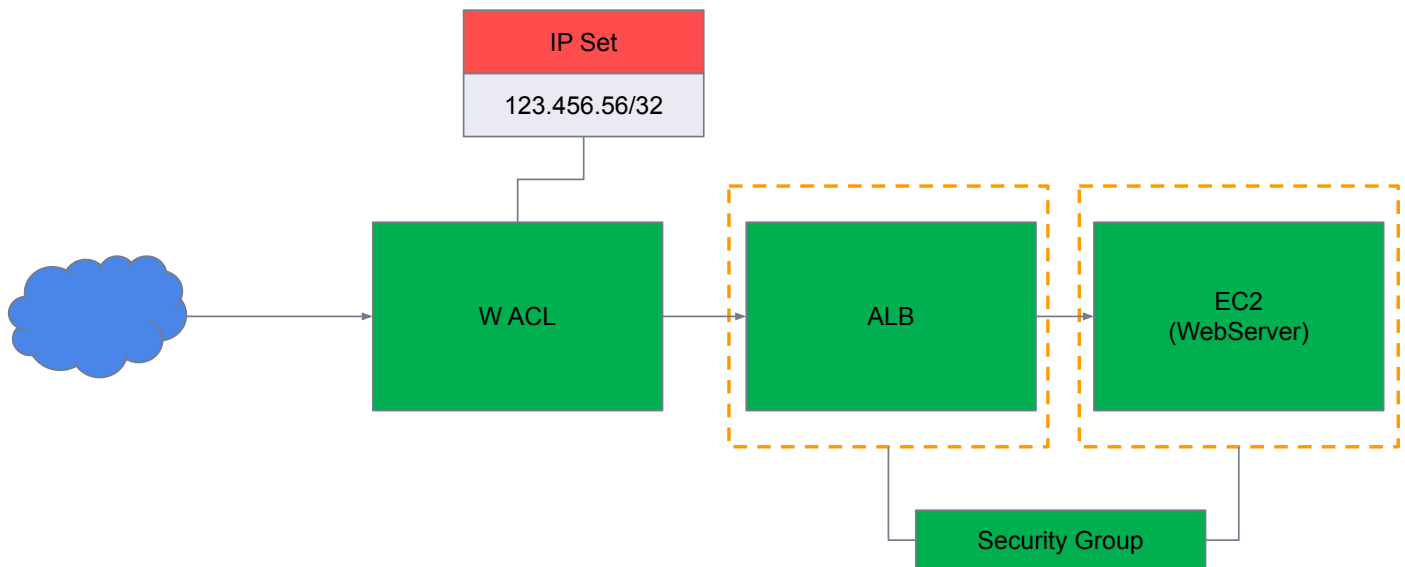 IP Set
123.456.56/32
W ACL
ALB
EC2
(WebServer)
Security Group